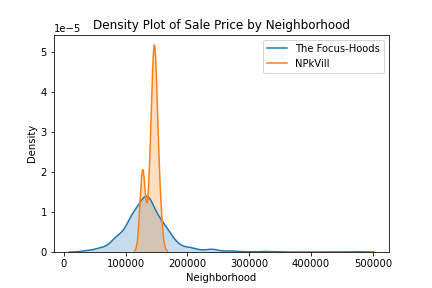 Density Plot of Sale Price by Neighborhood
1e−5
The Focus-Hoods
NPkVill
5
4
3
2
1
0
Density
0 100000 200000 300000 400000 500000
Neighborhood